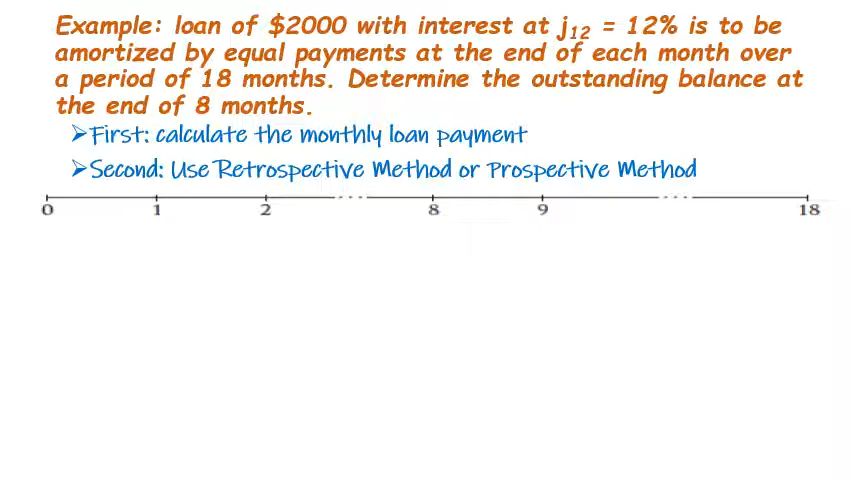 Example: loan of $2000 with interest at j12 = 12% is to be
amortized by equal payments at the end of each month over
a period of 18 months. Determine the outstanding balance at
the end of 8 months.
➢First: calculate the monthly loan payment
➢Second: Use Retrospective Method or Prospective Method
0 1 2 8 9 18